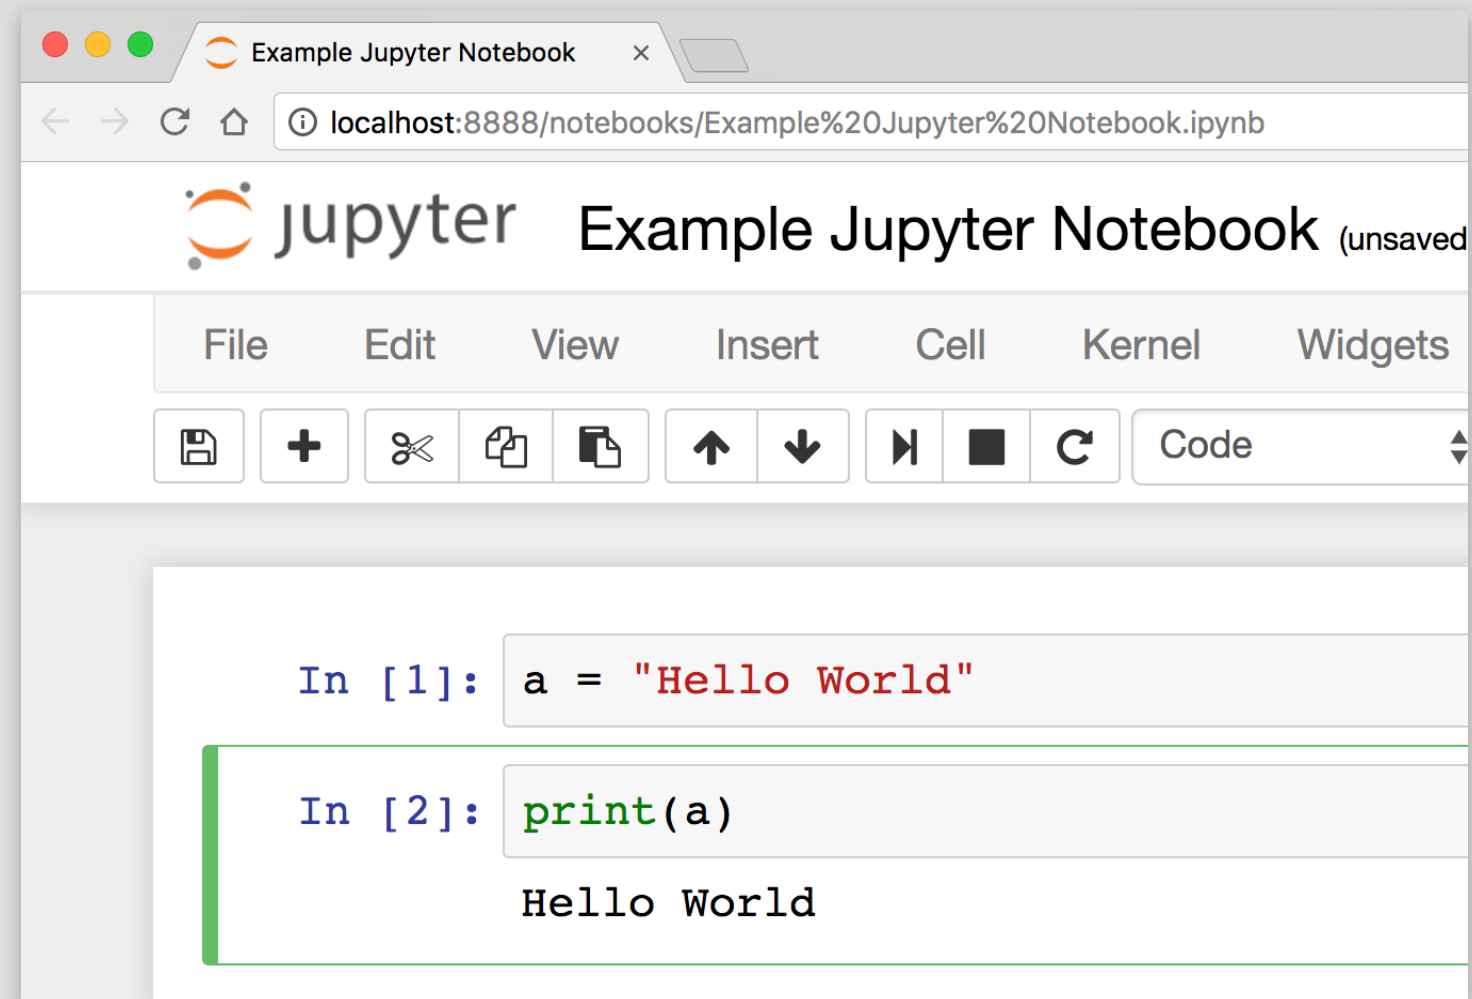 Example Jupyter Notebook
localhost:8888/notebooks/Example%20Jupyter%20Notebook.ipynb
jupyter Example Jupyter Notebook (unsaved
File Edit View Insert Cell Kernel Widgets
Code
In [1]: a = "Hello World"
In [2]: print(a)
Hello World